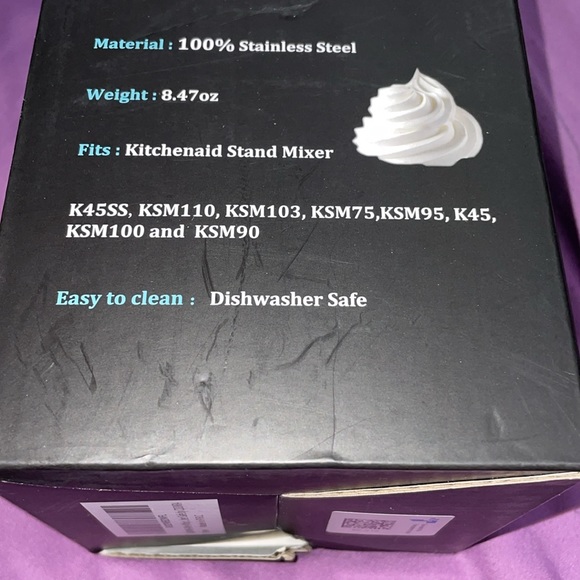 Material : 100% Stainless Steel
Weight : 8.47oz
Fits : Kitchenaid Stand Mixer
K45SS, KSM110, KSM103, KSM75,KSM95, K45,
KSM100 and KSM90
Easy to clean : Dishwasher Safe